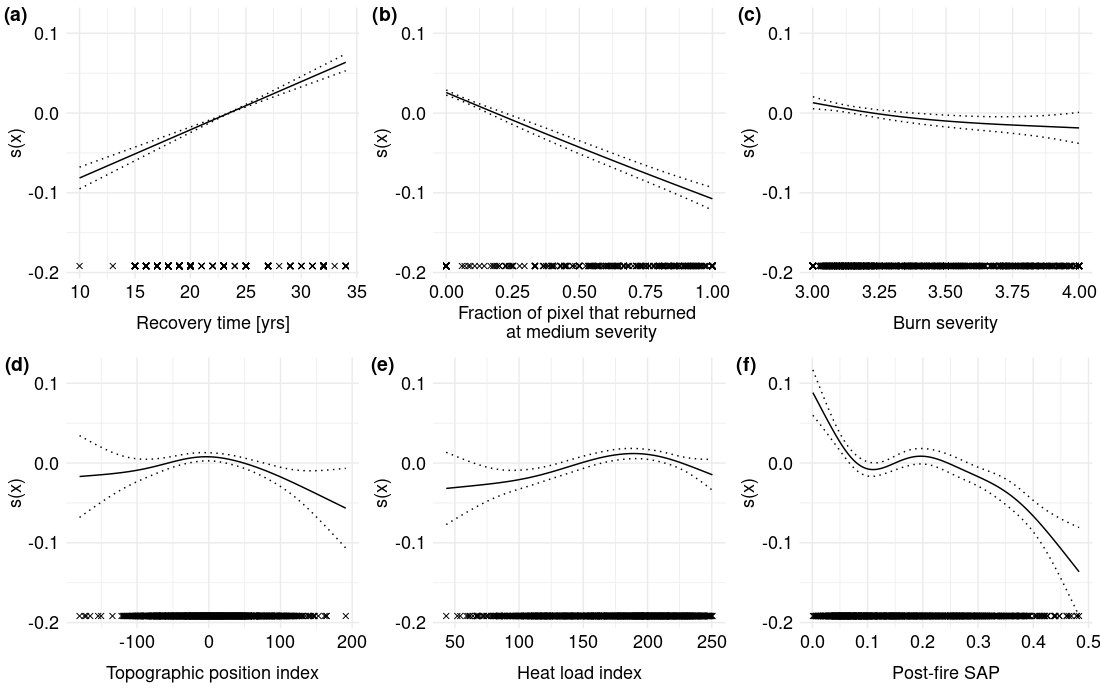 (a) (b) (c)
0.1 0.1 0.1
0.0 0.0 0.0
s(x) s(x) s(x)
-0.1 -0.1 -0.1
-0.2 -0.2 -0.2
10 15 20 25 30 35 0.00 0.25 0.50 0.75 1.00 3.00 3.25 3.50 3.75 4.00
Recovery time [yrs] Fraction of pixel that reburned Burn severity
at medium severity
(d) (e) (f)
0.1 0.1 0.1
0.0 0.0 0.0
s(x) s(x) s(x)
-0.1 -0.1 -0.1
-0.2 -0.2 -0.2
-100 0 100 200 50 100 150 200 250 0.0 0.1 0.2 0.3 0.4 0.5
Topographic position index Heat load index Post-fire SAP